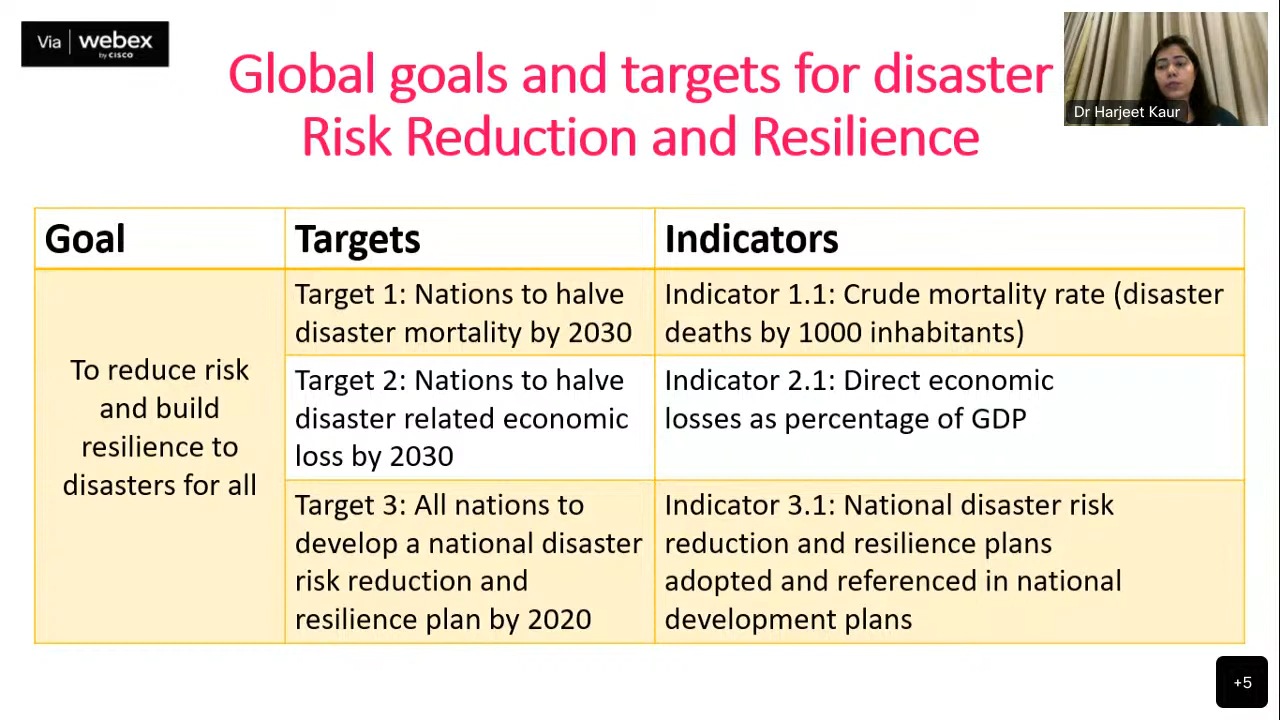 Via webex
by CISCO
Global goals and targets for disaster
Risk Reduction and Resilience
Dr Harjeet Kaur
Goal
Targets
Indicators
To reduce risk
and build
resilience to
disasters for all
Target 1: Nations to halve
disaster mortality by 2030
Indicator 1.1: Crude mortality rate (disaster
deaths by 1000 inhabitants)
Target 2: Nations to halve
disaster related economic
loss by 2030
Indicator 2.1: Direct economic
losses as percentage of GDP
Target 3: All nations to
develop a national disaster
risk reduction and
resilience plan by 2020
Indicator 3.1: National disaster risk
reduction and resilience plans
adopted and referenced in national
development plans
+5